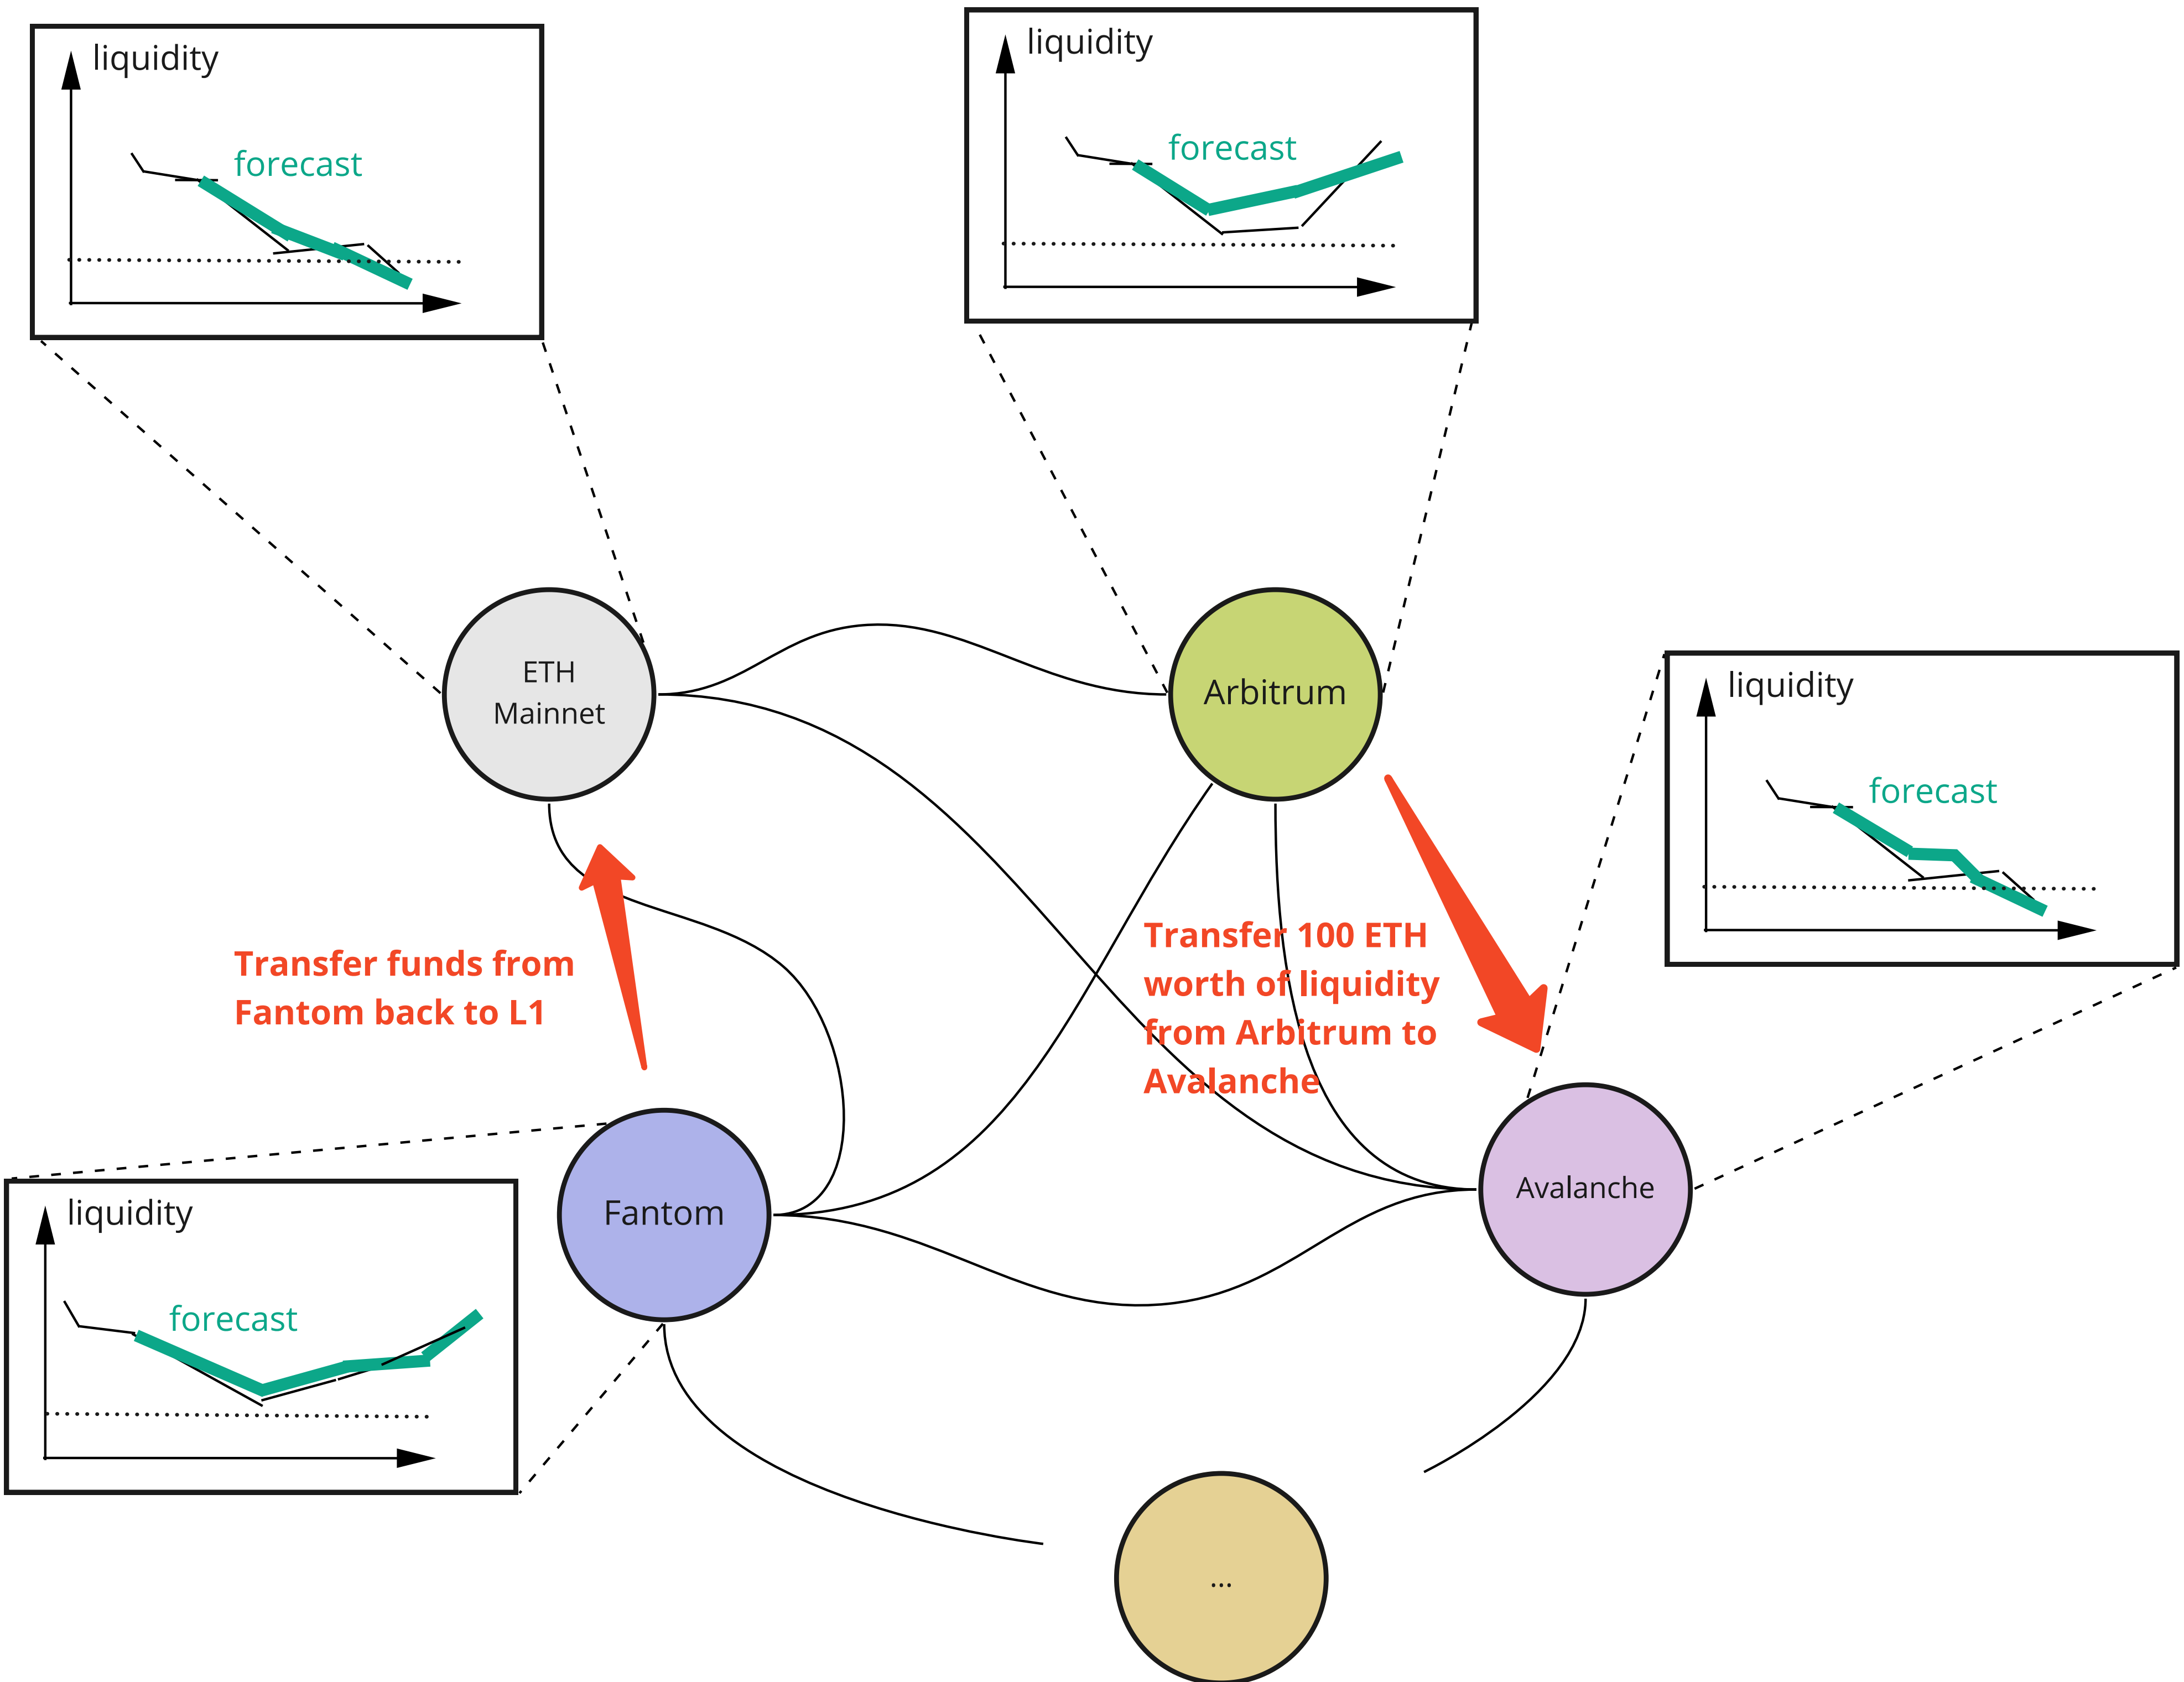 liquidity
forecast
liquidity
forecast
ETH
Mainnet
Arbitrum
liquidity
forecast
Transfer funds from
Fantom back to L1
Transfer 100 ETH
worth of liquidity
from Arbitrum to
Avalanche
Fantom
Avalanche
liquidity
forecast
...